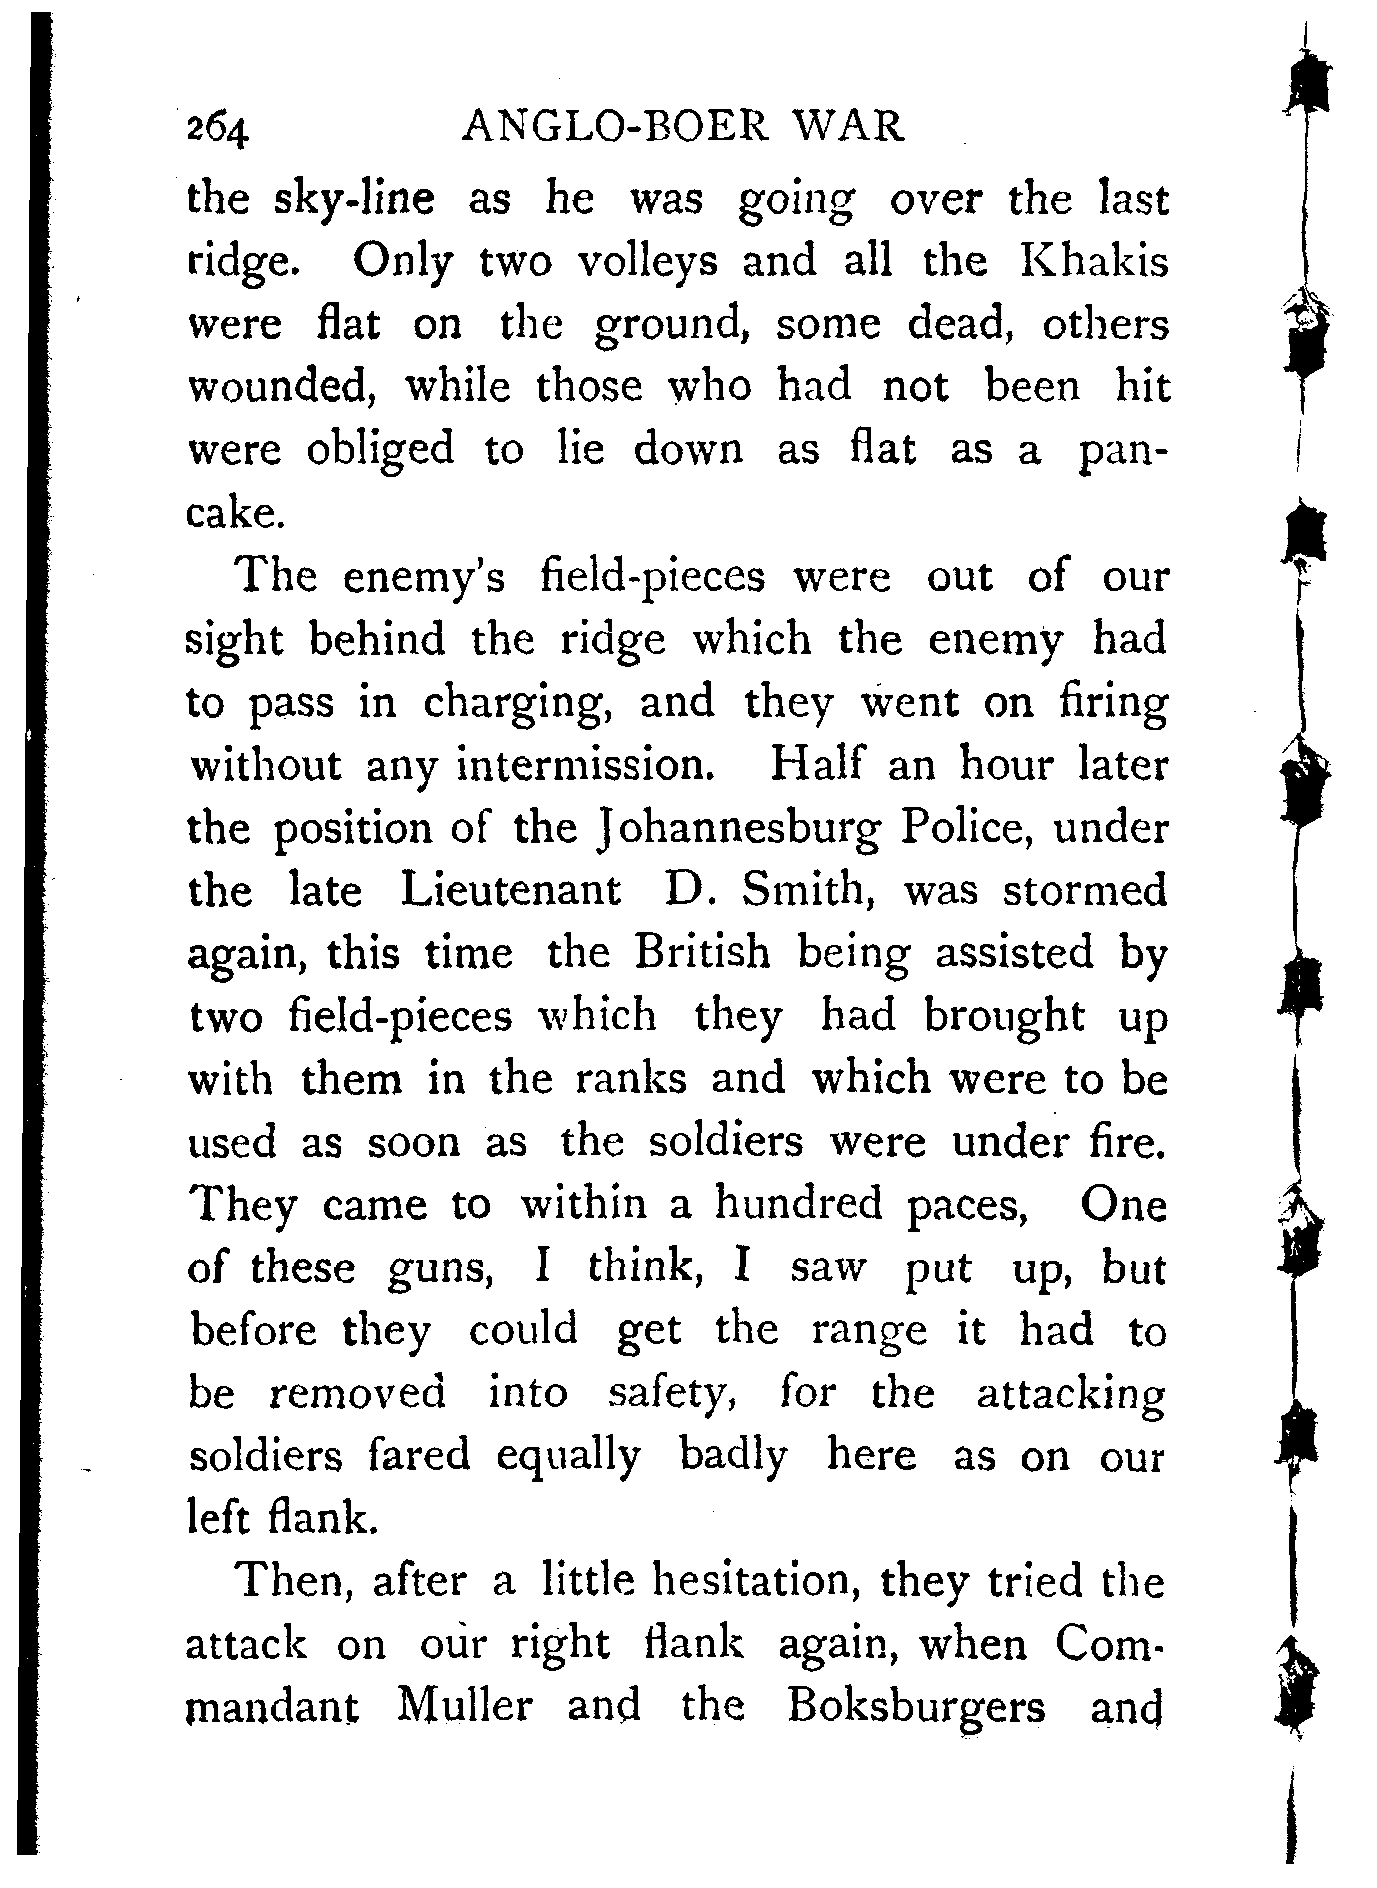 264 ANGLO-BOER WAR
the sky-line as he was going over the last
ridge. Only two volleys and all the Khakis
were flat on the ground, some dead, others
wounded, while those who had not been hit
were obliged to lie down as flat as a pan-
cake.
The enemy's field-pieces were out of our
sight behind the ridge which the enemy had
to pass in charging, and they went on firing
without any intermission. Half an hour later
the position of the Johannesburg Police, under
the late Lieutenant D. Smith, was stormed
again, this time the British being assisted by
two field-pieces which they had brought up
with them in the ranks and which were to be
used as soon as the soldiers were under fire.
They came to within a hundred paces, One
of these guns, I think, I saw put up, but
before they could get the range it had to
be removed into safety, for the attacking
soldiers fared equally badly here as on our
left flank.
Then, after a little hesitation, they tried the
attack on our right flank again, when Com-
mandant Muller and the Boksburgers and